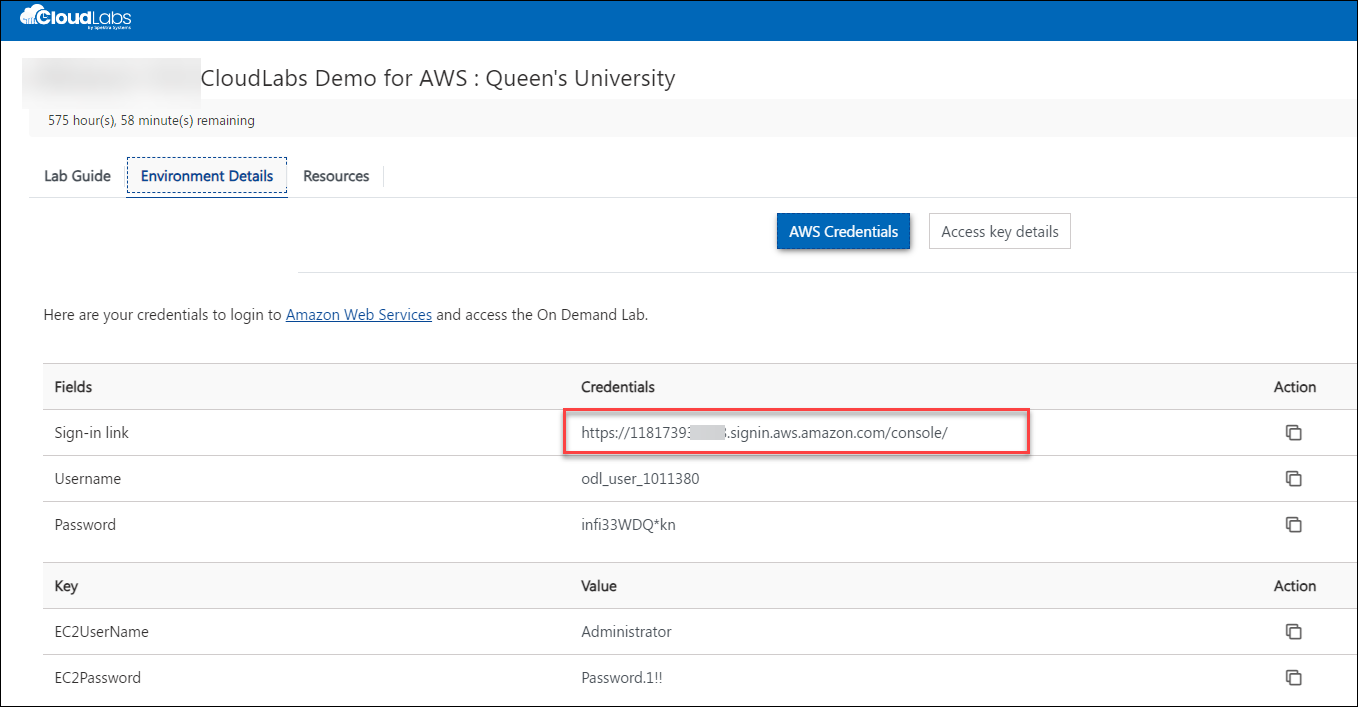 CloudLabs
by Spektra Systems
CloudLabs Demo for AWS : Queen's University
575 hour(s), 58 minute(s) remaining
Lab Guide Environment Details Resources
AWS Credentials Access key details
Here are your credentials to login to Amazon Web Services and access the On Demand Lab.
Fields Credentials Action
Sign-in link https://11817393 .signin.aws.amazon.com/console/
Username odl_user_1011380
Password infi33WDQ*kn
Key Value Action
EC2UserName Administrator
EC2Password Password.1!!